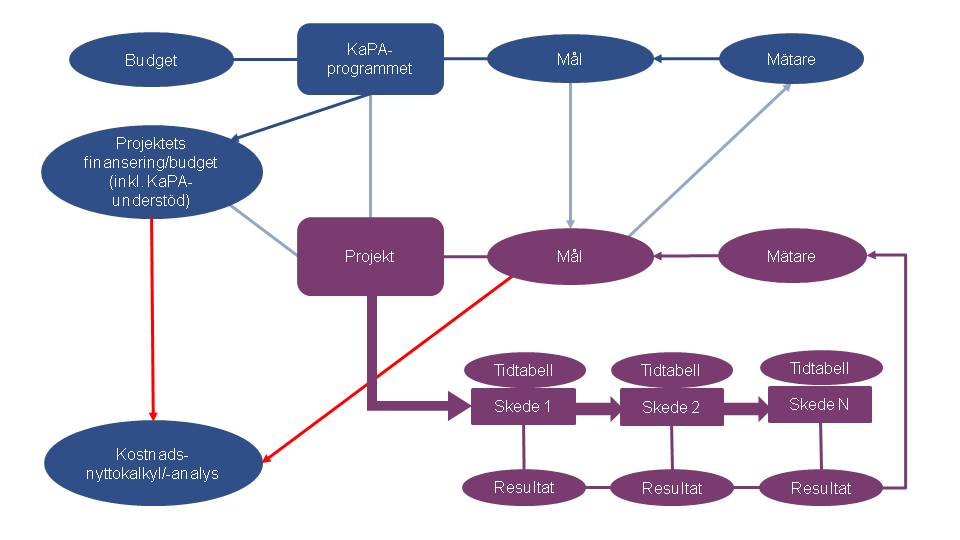 Budget
KaPA-
programmet
Mål
Mätare
Projektets
finansering/budget
(inkl. KaPA-
understöd)
Projekt
Mål
Mätare
Tidtabell
Tidtabell
Tidtabell
Skede 1
Skede 2
Skede N
Kostnads-
nyttokalkyl/-analys
Resultat
Resultat
Resultat